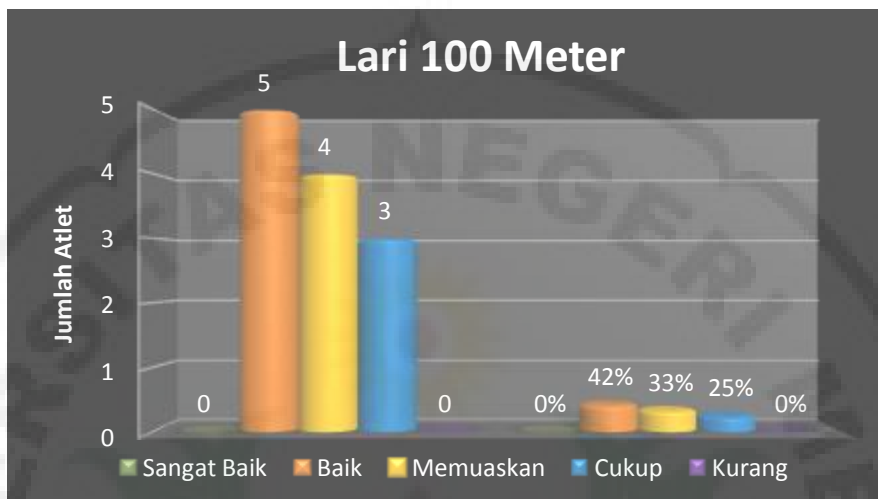 Lari 100 Meter
Jumlah Atlet
5
4
3
2
1
0
0
5
4
3
0
0%
42%
33%
25%
0%
Sangat Baik
Baik
Memuaskan
Cukup
Kurang